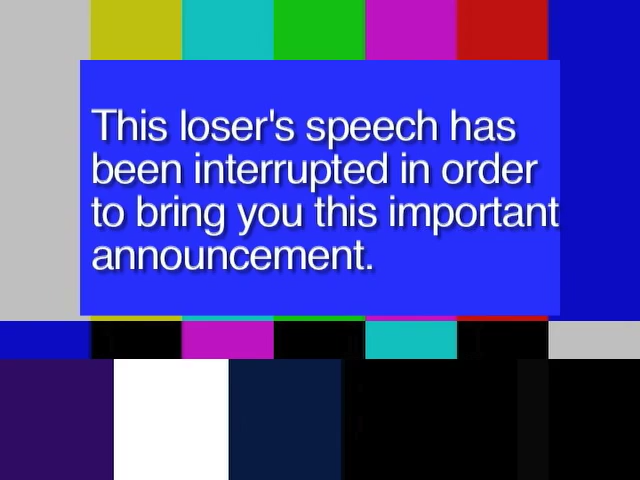 This loser's speech has
been interrupted in order
to bring you this important
announcement.